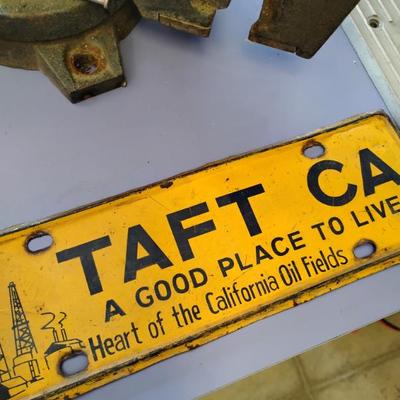 TAFT CA
A GOOD PLACE TO LIVE
Heart of the California Oil Fields